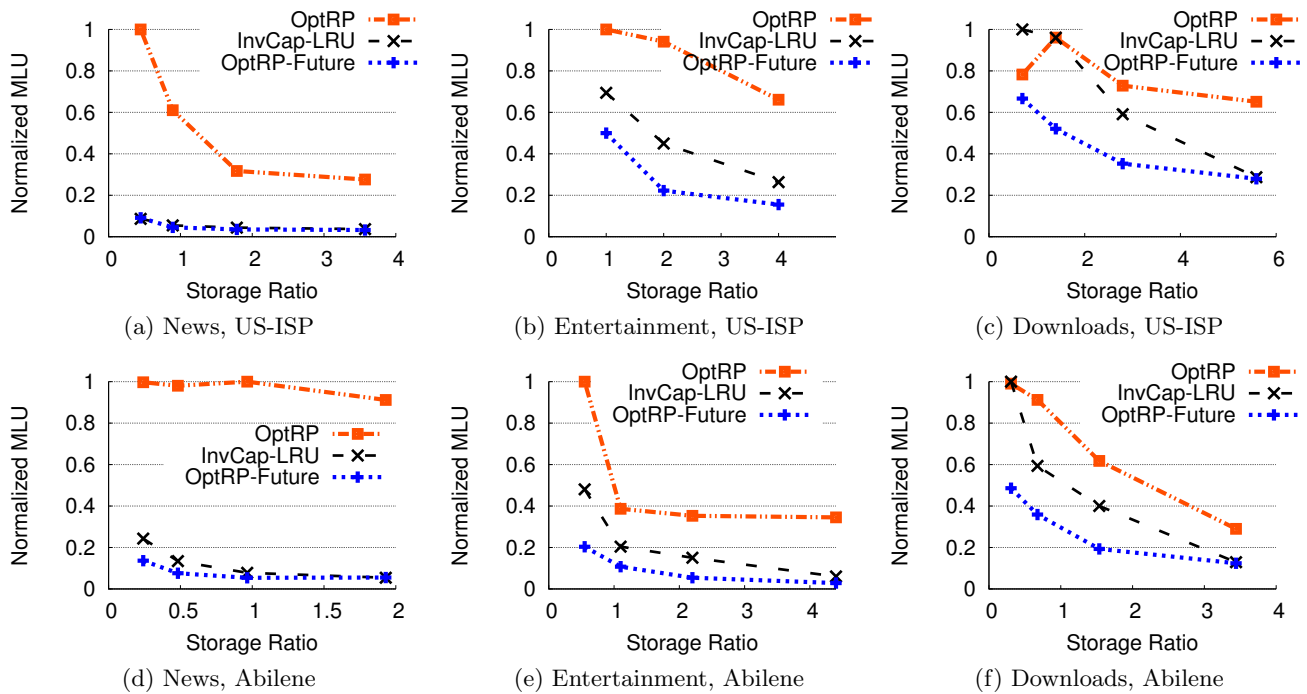 OptRP
InvCap-LRU
OptRP-Future
1
0.8
0.6
0.4
0.2
0
Normalized MLU
0 1 2 3 4
Storage Ratio
(a) News, US-ISP
OptRP
InvCap-LRU
OptRP-Future
1
0.8
0.6
0.4
0.2
0
Normalized MLU
0 1 2 3 4
Storage Ratio
(b) Entertainment, US-ISP
OptRP
InvCap-LRU
OptRP-Future
1
0.8
0.6
0.4
0.2
0
Normalized MLU
0 2 4 6
Storage Ratio
(c) Downloads, US-ISP
1
0.8
0.6
0.4
0.2
0
Normalized MLU
OptRP
InvCap-LRU
OptRP-Future
0 0.5 1 1.5 2
Storage Ratio
(d) News, Abilene
OptRP
InvCap-LRU
OptRP-Future
1
0.8
0.6
0.4
0.2
0
Normalized MLU
0 1 2 3 4
Storage Ratio
(e) Entertainment, Abilene
OptRP
InvCap-LRU
OptRP-Future
1
0.8
0.6
0.4
0.2
0
Normalized MLU
0 1 2 3 4
Storage Ratio
(f) Downloads, Abilene